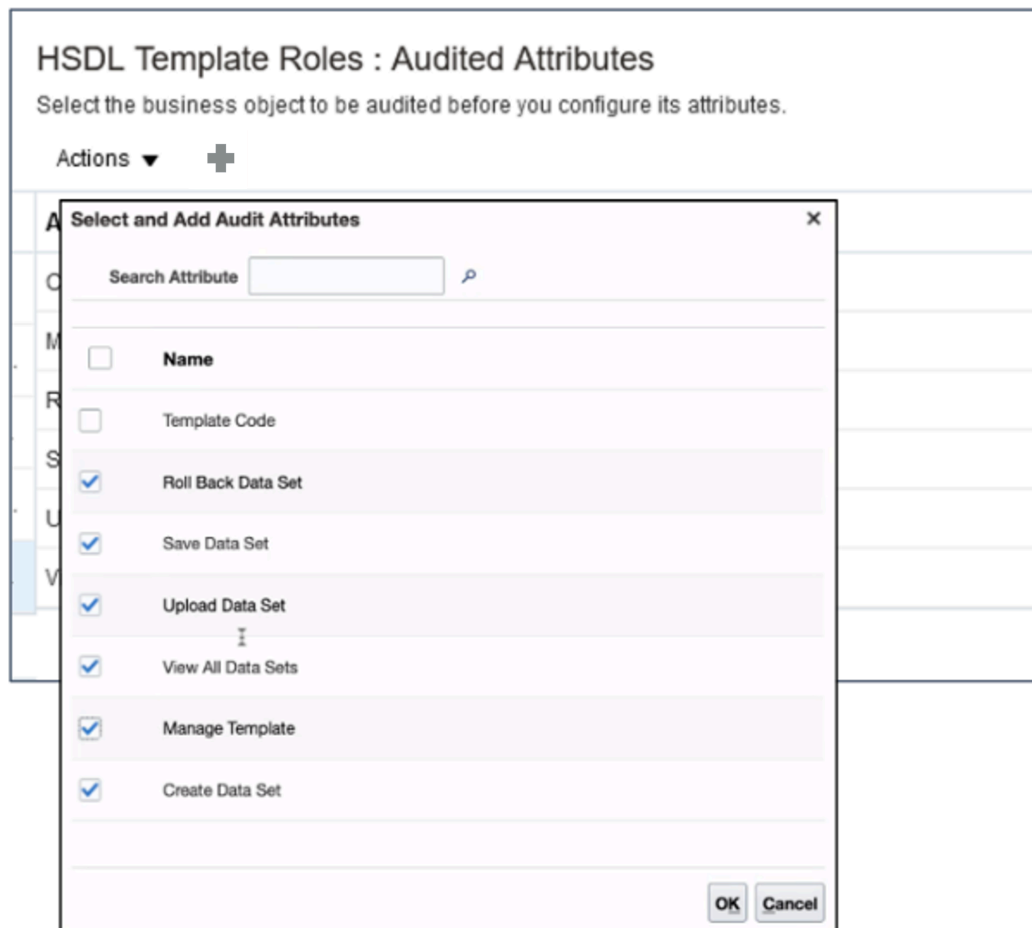 HSDL Template Roles : Audited Attributes
Select the business object to be audited before you configure its attributes.
Actions
Select and Add Audit Attributes
Search Attribute
Name
Template Code
Roll Back Data Set
Save Data Set
Upload Data Set
View All Data Sets
Manage Template
Create Data Set
OK Cancel